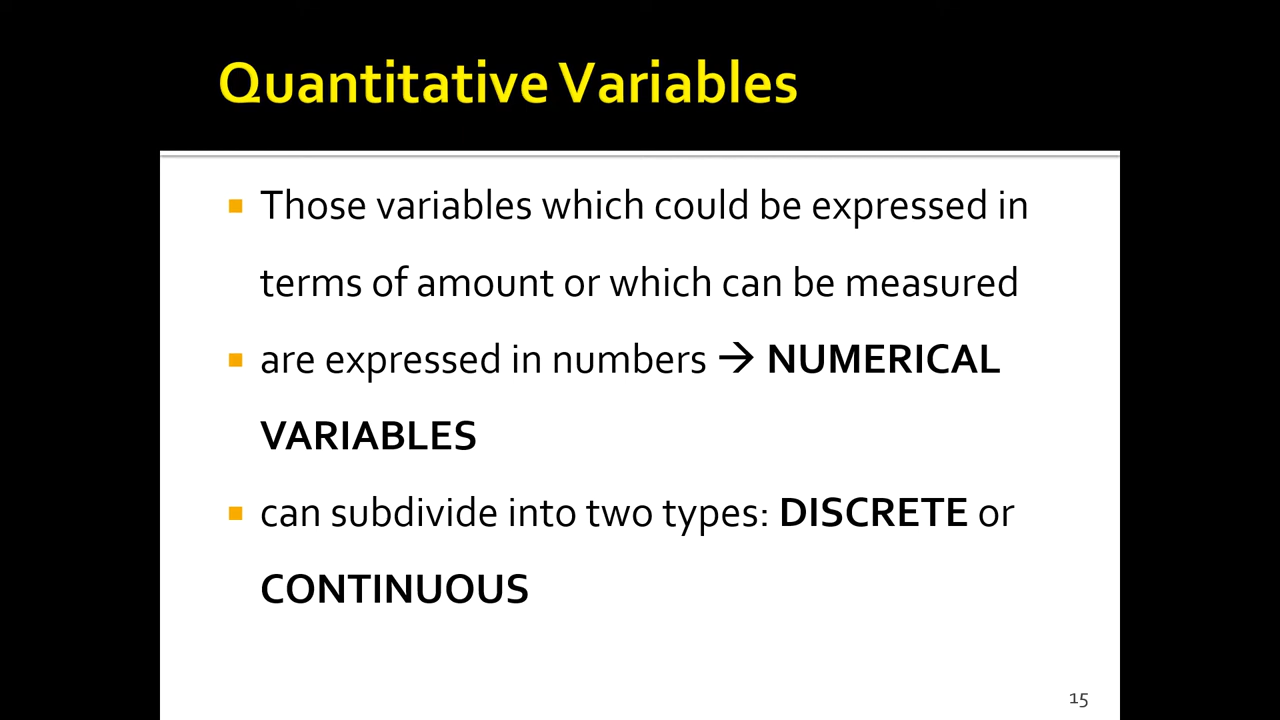 Quantitative Variables
Those variables which could be expressed in
terms of amount or which can be measured
are expressed in numbers → NUMERICAL
VARIABLES
can subdivide into two types: DISCRETE or
CONTINUOUS
15